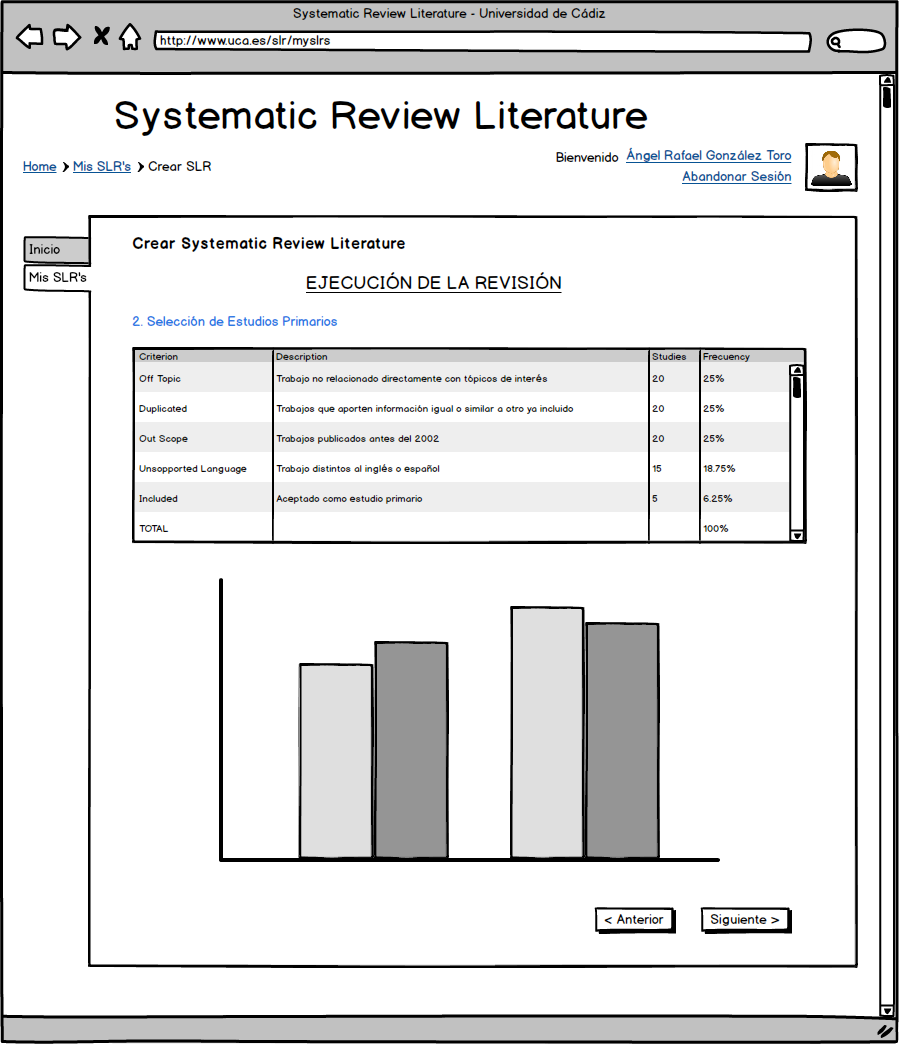 Systematic Review Literature - Universidad de Cádiz
http://www.uca.es/slr/myslrs
Systematic Review Literature
Home Mis SLR's Crear SLR
Bienvenido Ángel Rafael González Toro
Abandonar Sesión
Inicio
Mis SLR's
Crear Systematic Review Literature
EJECUCIÓN DE LA REVISIÓN
2. Selección de Estudios Primarios
Criterion Description Studies Frecuency
Off Topic Trabajo no relacionado directamente con tópicos de interés 20 25%
Duplicated Trabajos que aporten información igual o similar a otro ya incluido 20 25%
Out Scope Trabajos publicados antes del 2002 20 25%
Unsopported Language Trabajo distintos al inglés o español 15 18.75%
Included Aceptado como estudio primario 5 6.25%
TOTAL 100%
< Anterior Siguiente >